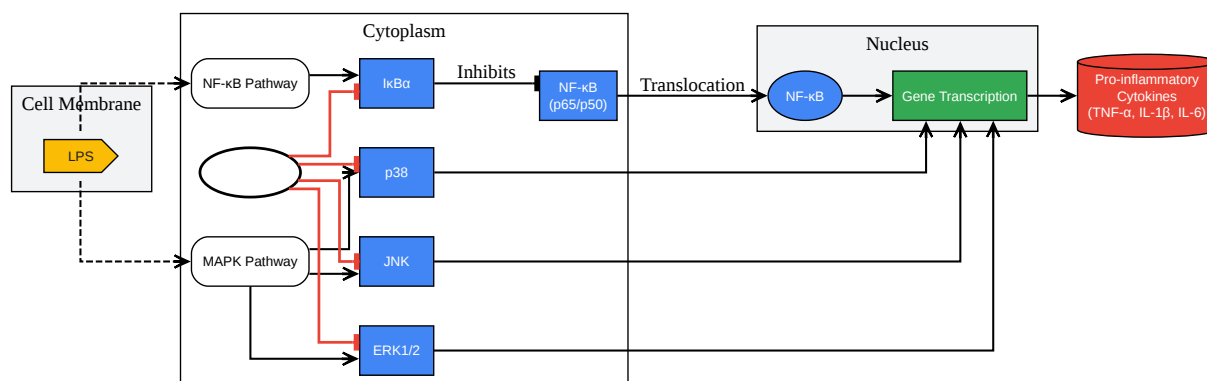 Cytoplasm
Nucleus
Cell Membrane
LPS
NF-κB Pathway
IκBα
Inhibits
NF-κB
(p65/p50)
Translocation
NF-κB
Gene Transcription
Pro-inflammatory
Cytokines
(TNF-α, IL-1β, IL-6)
p38
MAPK Pathway
JNK
ERK1/2